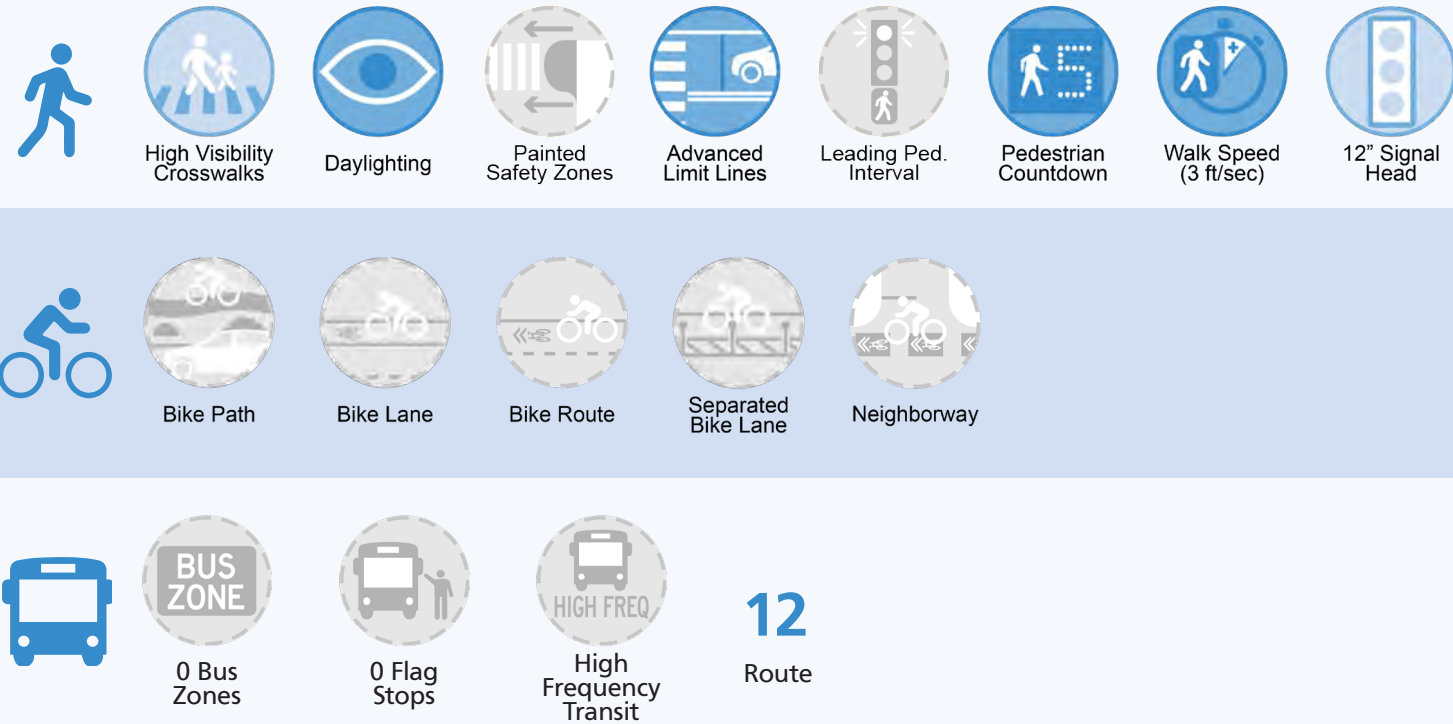 5
High Visibility
Crosswalks
Daylighting
Painted
Safety Zones
Advanced
Limit Lines
Leading Ped.
Interval
Pedestrian
Countdown
Walk Speed
(3 ft/sec)
12” Signal
Head
Bike Path
Bike Lane
Bike Route
Separated
Bike Lane
Neighborway
BUS
ZONE
0 Bus
Zones
0 Flag
Stops
HIGH FREQ
High
Frequency
Transit
12
Route